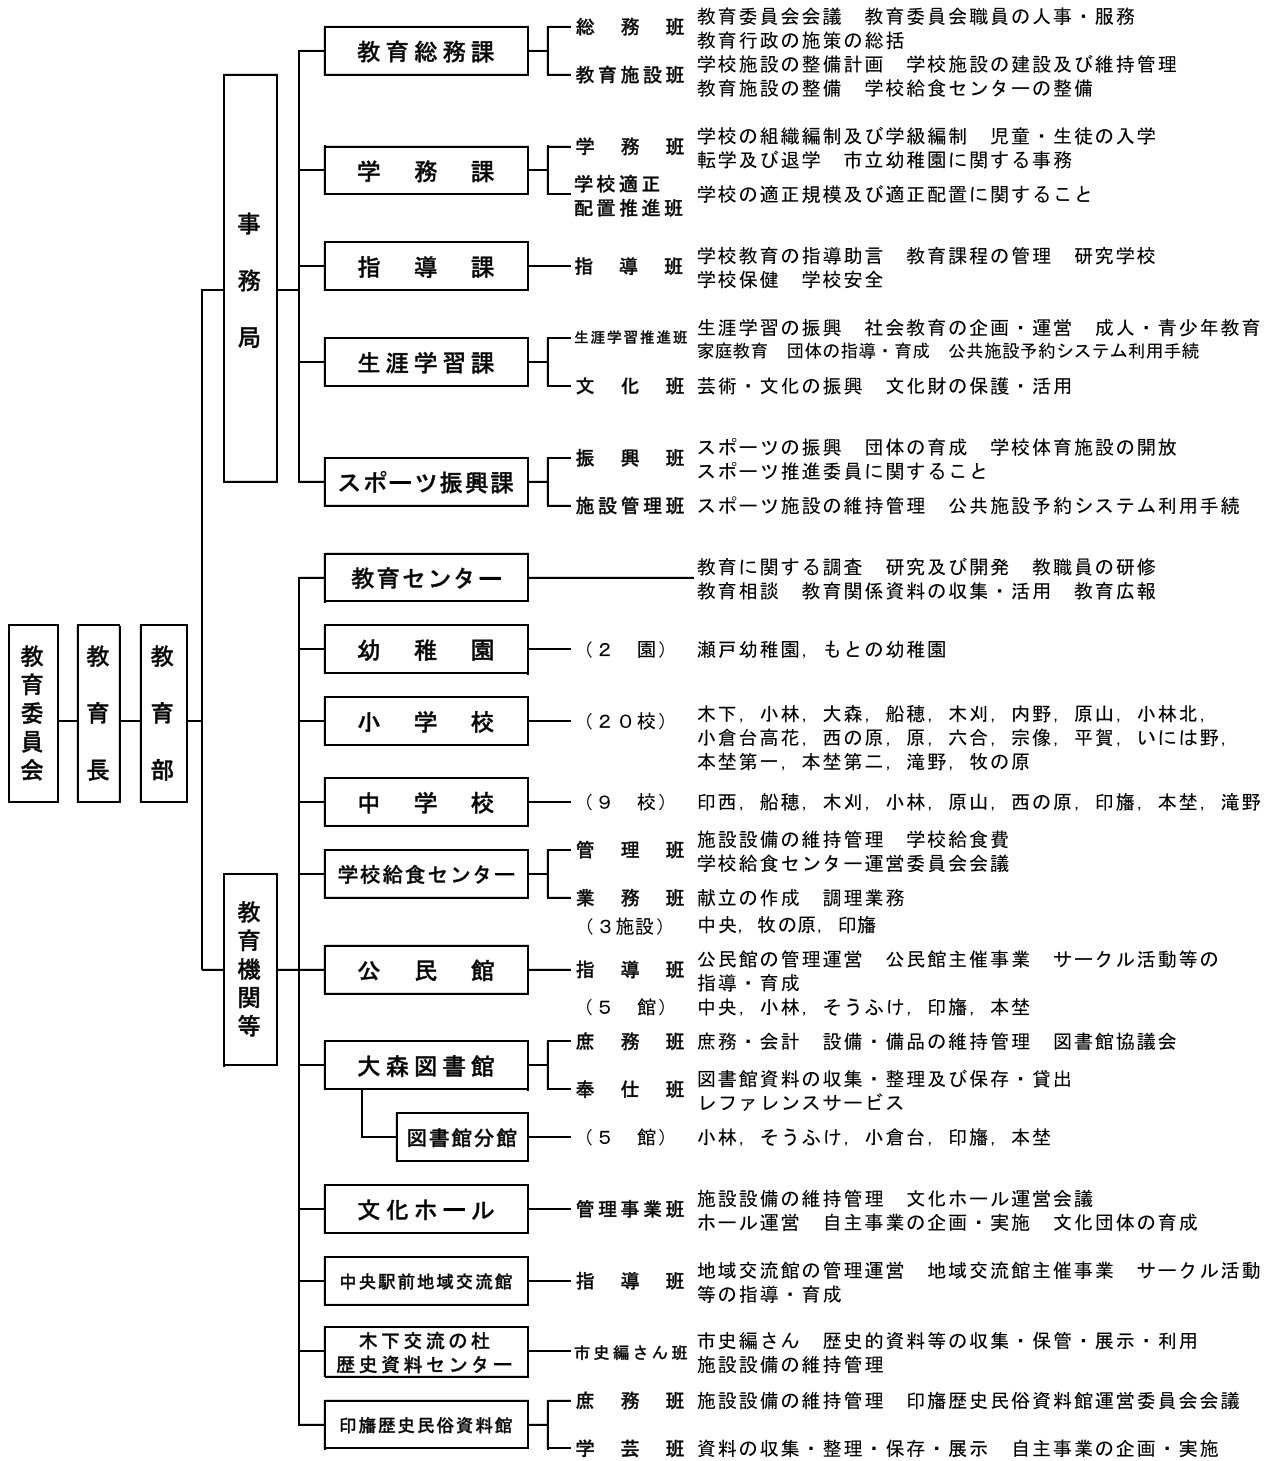 教育委員会
教育長
教育部
事務局
教育総務課
総務班 教育委員会会議 教育委員会職員の人事・服務
教育行政の施策の総括
教育施設班 学校施設の整備計画 学校施設の建設及び維持管理
教育施設の整備 学校給食センターの整備
学務課
学務班 学校の組織編制及び学級編制 児童・生徒の入学
転学及び退学 市立幼稚園に関する事務
学校適正
配置推進班 学校の適正規模及び適正配置に関すること
指導課
指導班 学校教育の指導助言 教育課程の管理 研究学校
学校保健 学校安全
生涯学習課
生涯学習推進班 生涯学習の振興 社会教育の企画・運営 成人・青少年教育
家庭教育 団体の指導・育成 公共施設予約システム利用手続
文化班 芸術・文化の振興 文化財の保護・活用
スポーツ振興課
振興班 スポーツの振興 団体の育成 学校体育施設の開放
スポーツ推進委員に関すること
施設管理班 スポーツ施設の維持管理 公共施設予約システム利用手続
教育機関等
教育センター
教育に関する調査 研究及び開発 教職員の研修
教育相談 教育関係資料の収集・活用 教育広報
幼稚園 (2 園) 瀬戸幼稚園, もとの幼稚園
小学校 (20校) 木下, 小林, 大森, 船穂, 木刈, 内野, 原山, 小林北,
小倉台高花, 西の原, 原, 六合, 宗像, 平賀, いには野,
本埜第一, 本埜第二, 滝野, 牧の原
中学校 (9 校) 印西, 船穂, 木刈, 小林, 原山, 西の原, 印旛, 本埜, 滝野
学校給食センター
管理班 施設設備の維持管理 学校給食費
学校給食センター運営委員会会議
業務班 献立の作成 調理業務
(3施設) 中央, 牧の原, 印旛
公民館
指導班 公民館の管理運営 公民館主催事業 サークル活動等の
指導・育成
(5 館) 中央, 小林, そうふけ, 印旛, 本埜
大森図書館
庶務班 庶務・会計 設備・備品の維持管理 図書館協議会
奉仕班 図書館資料の収集・整理及び保存・貸出
レファレンスサービス
図書館分館 (5 館) 小林, そうふけ, 小倉台, 印旛, 本埜
文化ホール
管理事業班 施設設備の維持管理 文化ホール運営会議
ホール運営 自主事業の企画・実施 文化団体の育成
中央駅前地域交流館
指導班 地域交流館の管理運営 地域交流館主催事業 サークル活動
等の指導・育成
木下交流の杜
歴史資料センター
市史編さん班 市史編さん 歴史的資料等の収集・保管・展示・利用
施設設備の維持管理
印旛歴史民俗資料館
庶務班 施設設備の維持管理 印旛歴史民俗資料館運営委員会会議
学芸班 資料の収集・整理・保存・展示 自主事業の企画・実施